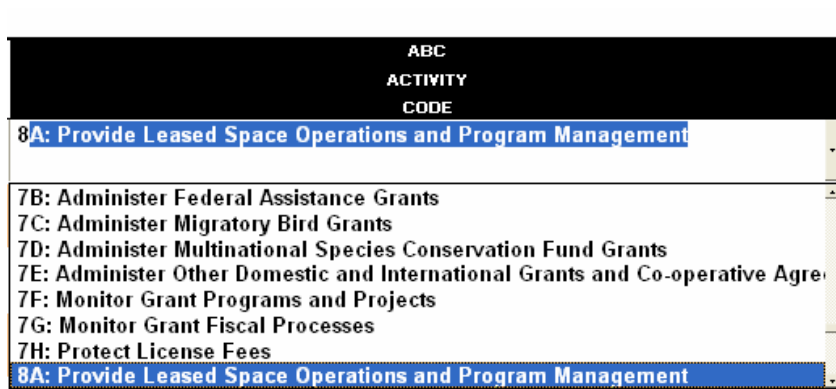 ABC
ACTIVITY
CODE
8A: Provide Leased Space Operations and Program Management
7B: Administer Federal Assistance Grants
7C: Administer Migratory Bird Grants
7D: Administer Multinational Species Conservation Fund Grants
7E: Administer Other Domestic and International Grants and Co-operative Agre
7F: Monitor Grant Programs and Projects
7G: Monitor Grant Fiscal Processes
7H: Protect License Fees
8A: Provide Leased Space Operations and Program Management